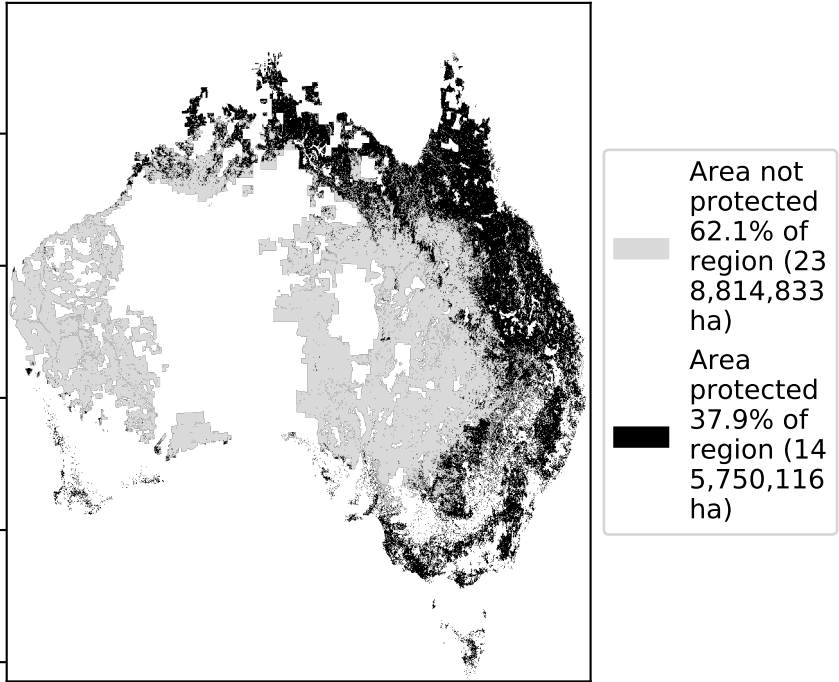 Area not
protected
62.1% of
region (23
8,814,833
ha)
Area
protected
37.9% of
region (14
5,750,116
ha)